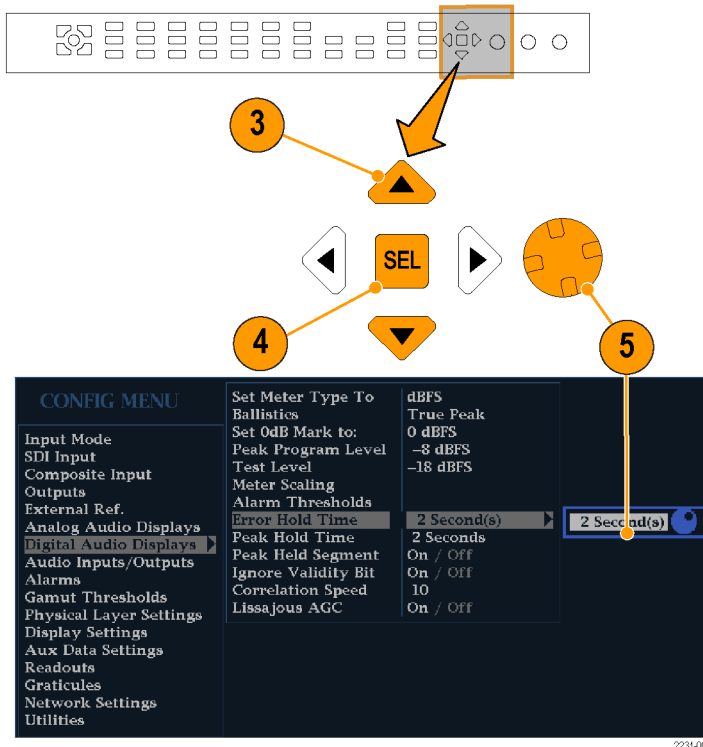 3
SEL
4
5
CONFIG MENU
Input Mode
SDI Input
Composite Input
Outputs
External Ref.
Analog Audio Displays
Digital Audio Displays
Audio Inputs/Outputs
Alarms
Gamut Thresholds
Physical Layer Settings
Display Settings
Aux Data Settings
Readouts
Graticules
Network Settings
Utilities
Set Meter Type To dBFS
Ballistics True Peak
Set 0dB Mark to: 0 dBFS
Peak Program Level –8 dBFS
Test Level –18 dBFS
Meter Scaling
Alarm Thresholds
Error Hold Time 2 Second(s)
Peak Hold Time 2 Seconds
Peak Held Segment On / Off
Ignore Validity Bit On / Off
Correlation Speed 10
Lissajous AGC On / Off
2 Second(s)